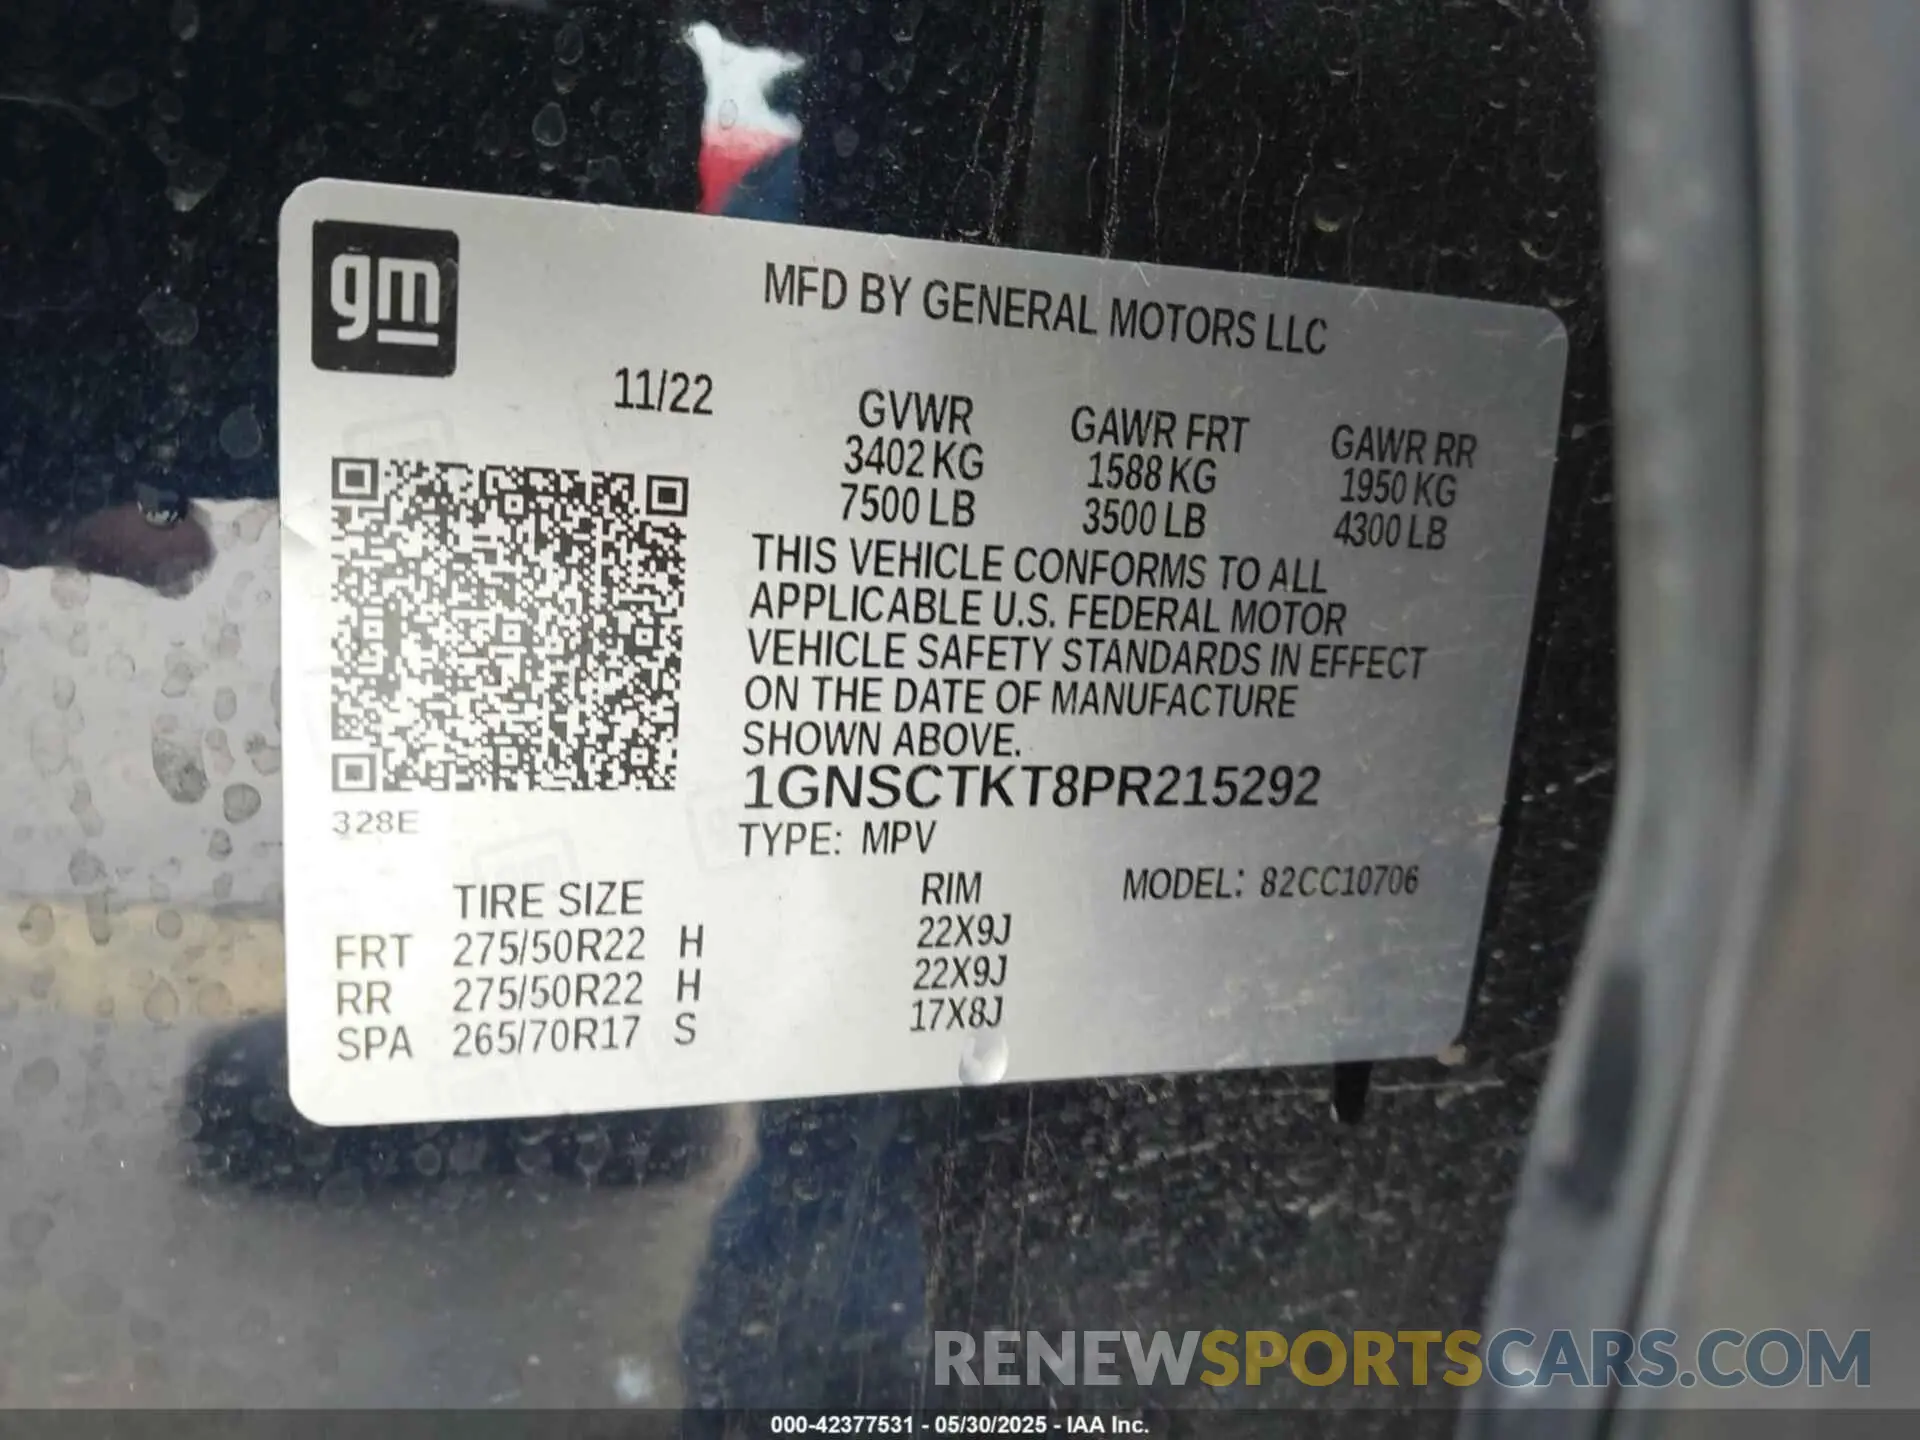 gm
MFD BY GENERAL MOTORS LLC
11/22
GVWR GAWR FRT GAWR RR
3402 KG 1588 KG 1950 KG
7500 LB 3500 LB 4300 LB
THIS VEHICLE CONFORMS TO ALL
APPLICABLE U.S. FEDERAL MOTOR
VEHICLE SAFETY STANDARDS IN EFFECT
ON THE DATE OF MANUFACTURE
SHOWN ABOVE.
1GNSCTKT8PR215292
328E
TYPE: MPV
TIRE SIZE RIM MODEL: 82CC10706
FRT 275/50R22 H 22X9J
RR 275/50R22 H 22X9J
SPA 265/70R17 S 17X8J
RENEWSPORTSCARS.COM
000-42377531 - 05/30/2025 - IAA Inc.